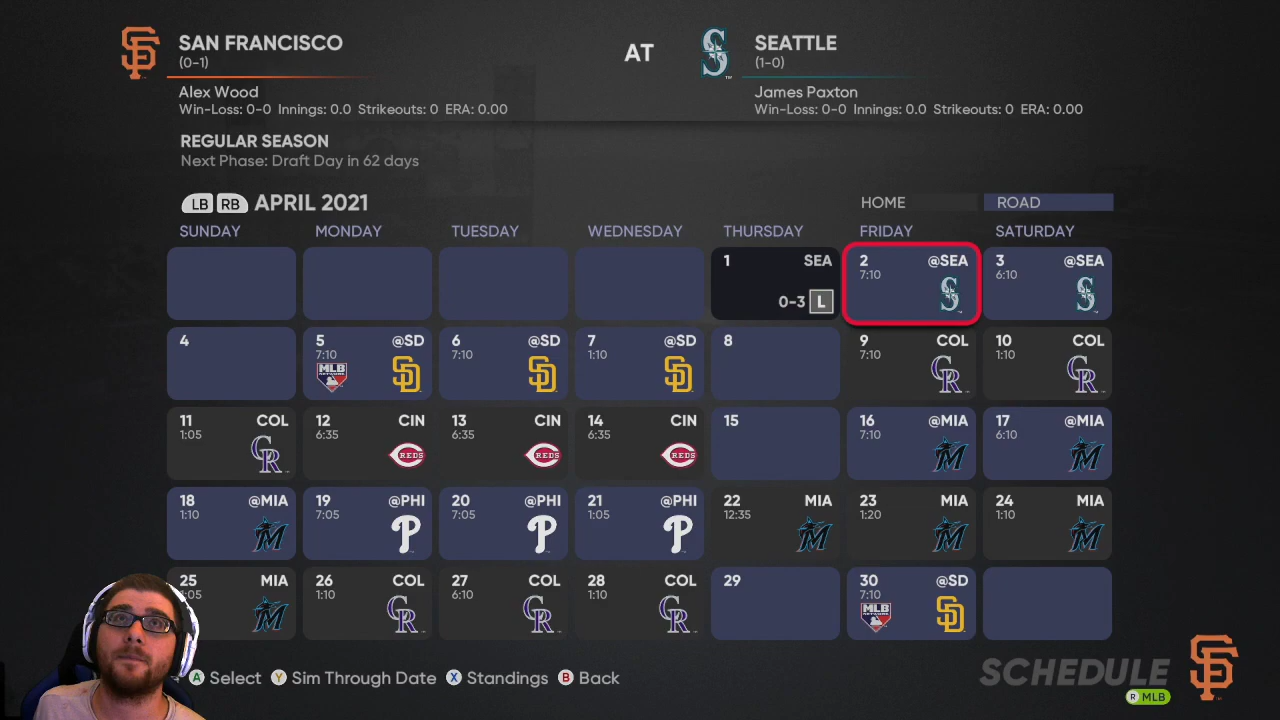 SAN FRANCISCO
(0-1)
AT
SEATTLE
(1-0)
Alex Wood
Win-Loss: 0-0 Innings: 0.0 Strikeouts: 0 ERA: 0.00
James Paxton
Win-Loss: 0-0 Innings: 0.0 Strikeouts: 0 ERA: 0.00
REGULAR SEASON
Next Phase: Draft Day in 62 days
LB RB APRIL 2021
HOME ROAD
SUNDAY MONDAY TUESDAY WEDNESDAY THURSDAY FRIDAY SATURDAY
1 SEA 2 @SEA 3 @SEA
7:10 6:10
0-3 L
4 5 @SD 6 @SD 7 @SD 8 9 COL 10 COL
7:10 7:10 1:10 7:10 1:10
MLB NETWORK
11 COL 12 CIN 13 CIN 14 CIN 15 16 @MIA 17 @MIA
1:05 6:35 6:35 6:35 7:10 6:10
REDS REDS REDS
18 @MIA 19 @PHI 20 @PHI 21 @PHI 22 MIA 23 MIA 24 MIA
1:10 7:05 7:05 1:05 12:35 1:20 1:10
25 MIA 26 COL 27 COL 28 COL 29 30 @SD
:05 1:10 6:10 1:10 7:10
MLB NETWORK
A Select Y Sim Through Date X Standings B Back
SCHEDULE
R MLB